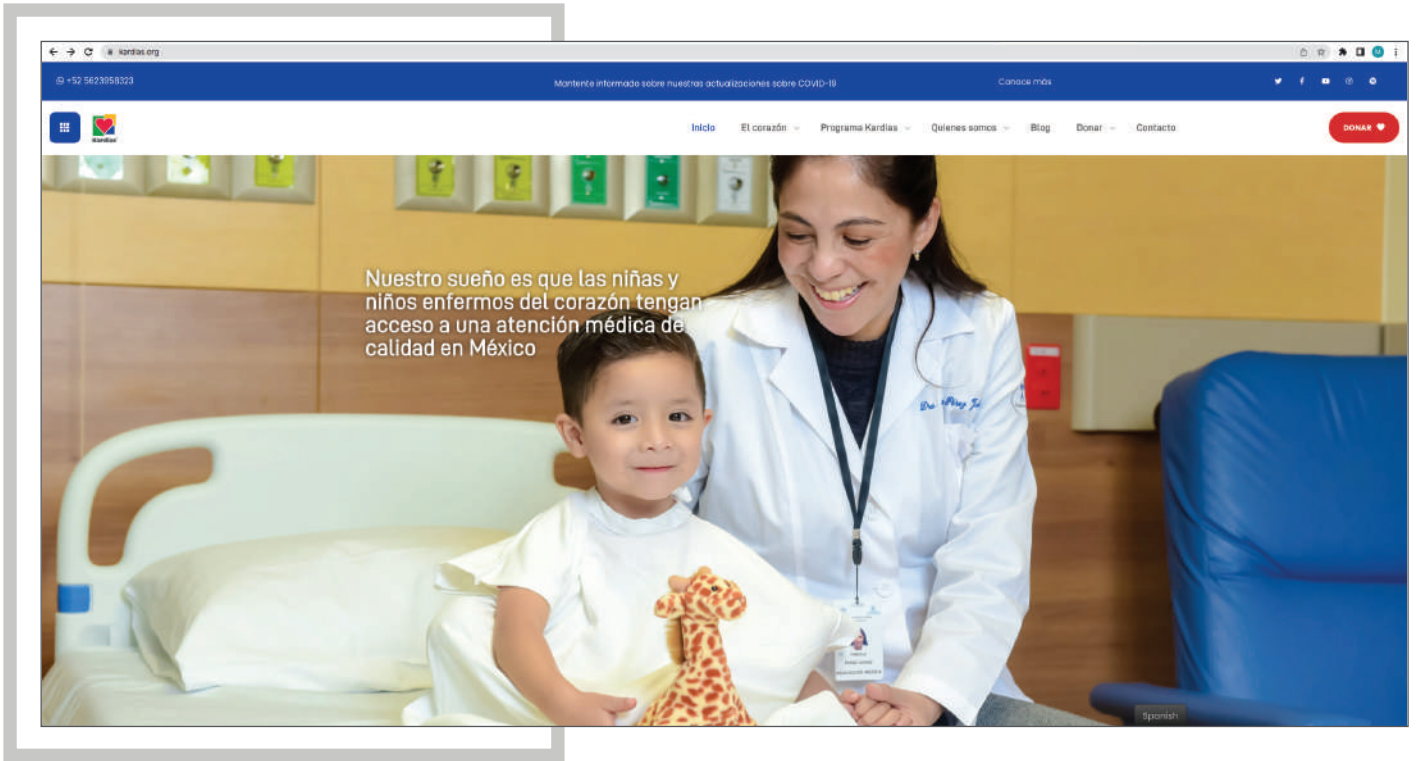 kardias.org
+52 5623958323
Mantente informado sobre nuestras actualizaciones sobre COVID-19
Conoce más
Kardias
Inicio
El corazón
Programa Kardias
Quienes somos
Blog
Donar
Contacto
DONAR
Nuestro sueño es que las niñas y
niños enfermos del corazón tengan
acceso a una atención médica de
calidad en México
Spanish